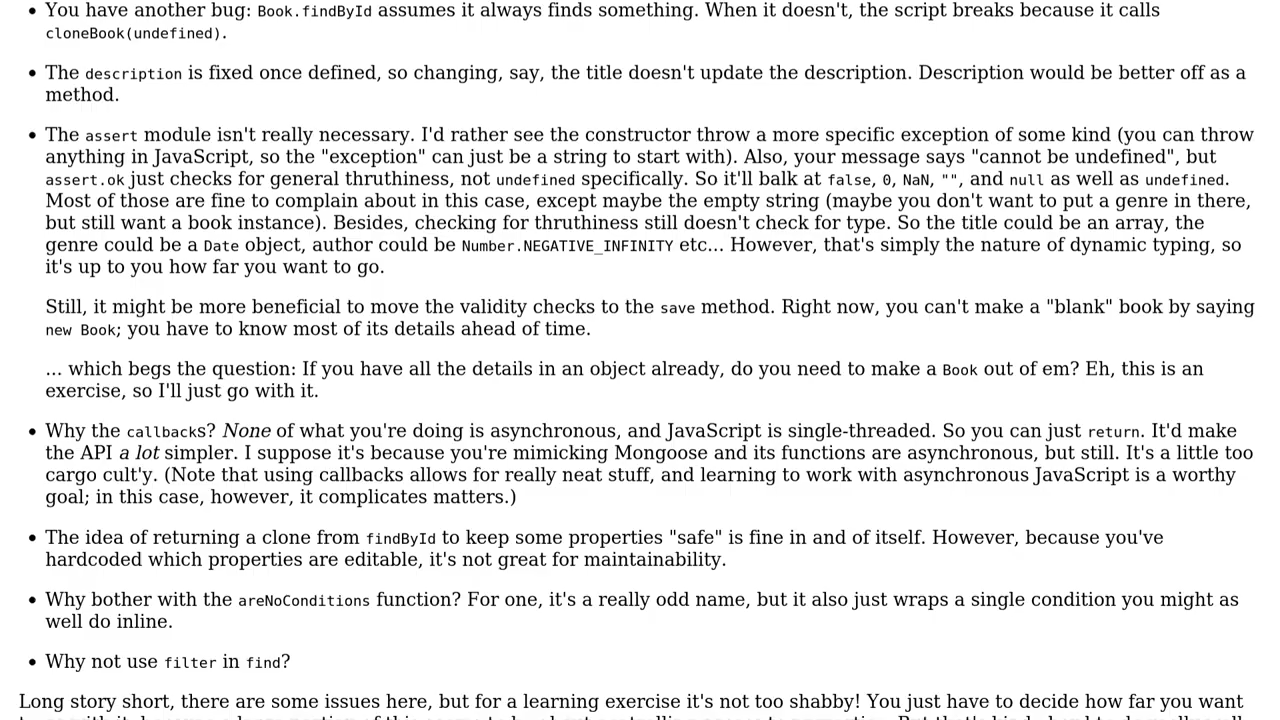 • You have another bug: Book.findById assumes it always finds something. When it doesn't, the script breaks because it calls
cloneBook(undefined).
• The description is fixed once defined, so changing, say, the title doesn't update the description. Description would be better off as a
method.
• The assert module isn't really necessary. I'd rather see the constructor throw a more specific exception of some kind (you can throw
anything in JavaScript, so the "exception" can just be a string to start with). Also, your message says "cannot be undefined", but
assert.ok just checks for general thruthiness, not undefined specifically. So it'll balk at false, 0, NaN, "", and null as well as undefined.
Most of those are fine to complain about in this case, except maybe the empty string (maybe you don't want to put a genre in there,
but still want a book instance). Besides, checking for thruthiness still doesn't check for type. So the title could be an array, the
genre could be a Date object, author could be Number.NEGATIVE_INFINITY etc... However, that's simply the nature of dynamic typing, so
it's up to you how far you want to go.
Still, it might be more beneficial to move the validity checks to the save method. Right now, you can't make a "blank" book by saying
new Book; you have to know most of its details ahead of time.
... which begs the question: If you have all the details in an object already, do you need to make a Book out of em? Eh, this is an
exercise, so I'll just go with it.
• Why the callbacks? None of what you're doing is asynchronous, and JavaScript is single-threaded. So you can just return. It'd make
the API a lot simpler. I suppose it's because you're mimicking Mongoose and its functions are asynchronous, but still. It's a little too
cargo cult'y. (Note that using callbacks allows for really neat stuff, and learning to work with asynchronous JavaScript is a worthy
goal; in this case, however, it complicates matters.)
• The idea of returning a clone from findById to keep some properties "safe" is fine in and of itself. However, because you've
hardcoded which properties are editable, it's not great for maintainability.
• Why bother with the areNoConditions function? For one, it's a really odd name, but it also just wraps a single condition you might as
well do inline.
• Why not use filter in find?
Long story short, there are some issues here, but for a learning exercise it's not too shabby! You just have to decide how far you want